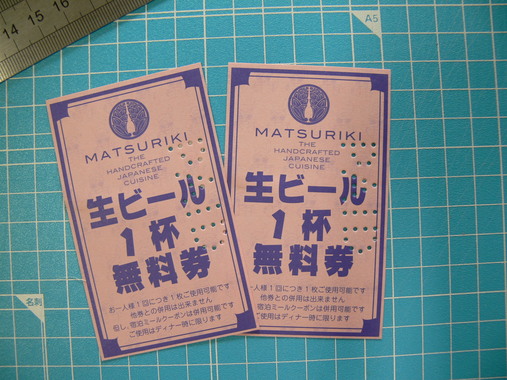 14
15
16
A5
名刺
MATSURIKI
THE
HANDCRAFTED
JAPANESE
CUISINE
生ビール
1杯
無料券
お一人様1回につき1枚ご使用可能です
他券との併用は出来ません
但し、宿泊ミールクーポンは併用可能です
ご使用はディナー時に限ります
MATSURIKI
THE
HANDCRAFTED
JAPANESE
CUISINE
生ビール
1杯
無料券
一人様1回につき1枚ご使用可能です
他券との併用は出来ません
宿泊ミールクーポンは併用可能です
ご使用はディナー時に限ります